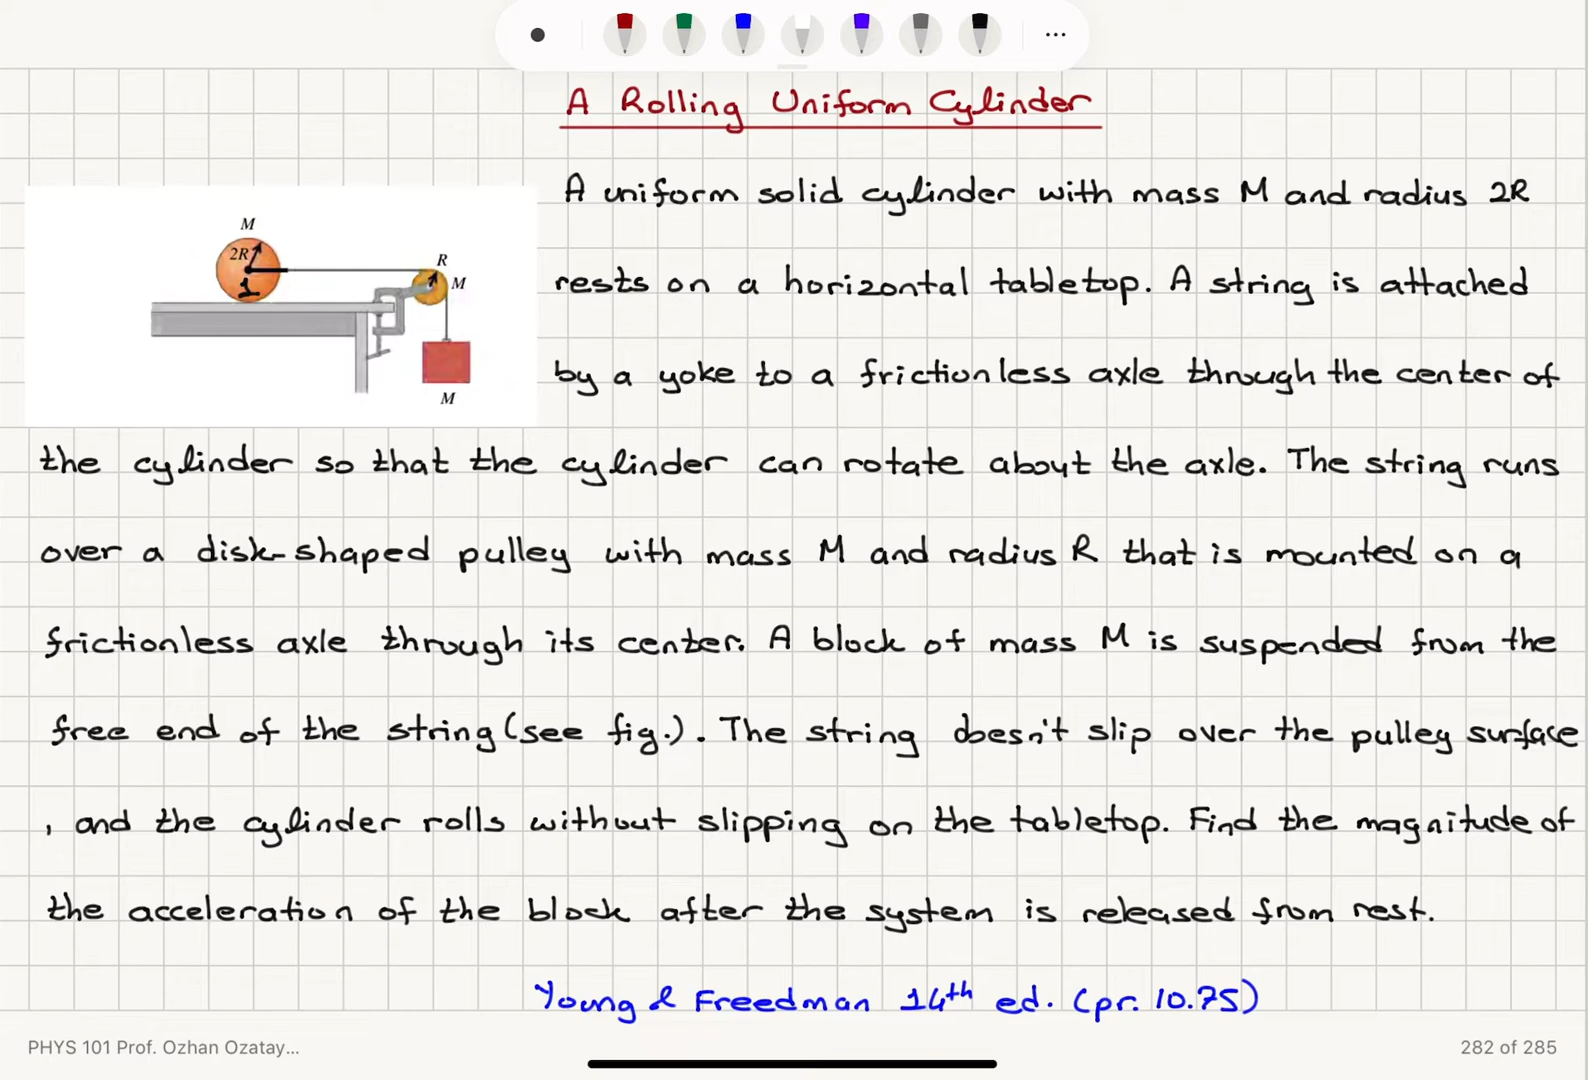 A Rolling Uniform Cylinder
A uniform solid cylinder with mass M and radius 2R
rests on a horizontal tabletop. A string is attached
by a yoke to a frictionless axle through the center of
M
2R
R
M
1
M
the cylinder so that the cylinder can rotate about the axle. The string runs
over a disk-shaped pulley with mass M and radius R that is mounted on a
frictionless axle through its center. A block of mass M is suspended from the
free end of the string (see fig.). The string doesn't slip over the pulley surface
, and the cylinder rolls without slipping on the tabletop. Find the magnitude of
the acceleration of the block after the system is released from rest.
Young & Freedman 14th ed. (pr. 10.75)
PHYS 101 Prof. Ozhan Ozatay...
282 of 285